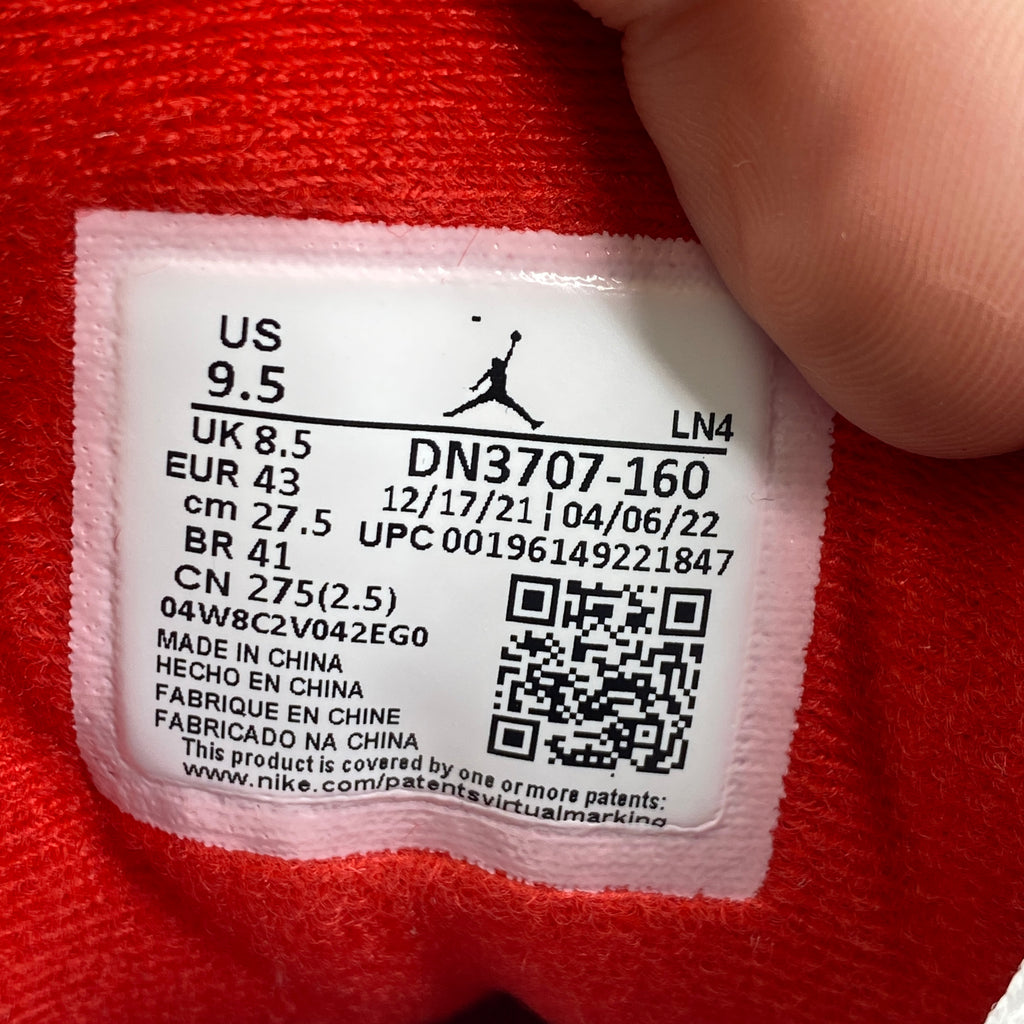 US
9.5
LN4
UK 8.5
DN3707-160
EUR 43
12/17/21 | 04/06/22
cm 27.5
UPC 00196149221847
BR 41
CN 275(2.5)
04W8C2V042EG0
MADE IN CHINA
HECHO EN CHINA
FABRIQUE EN CHINE
FABRICADO NA CHINA
This product is covered by one or more patents:
www.nike.com/patentsvirtualmarking